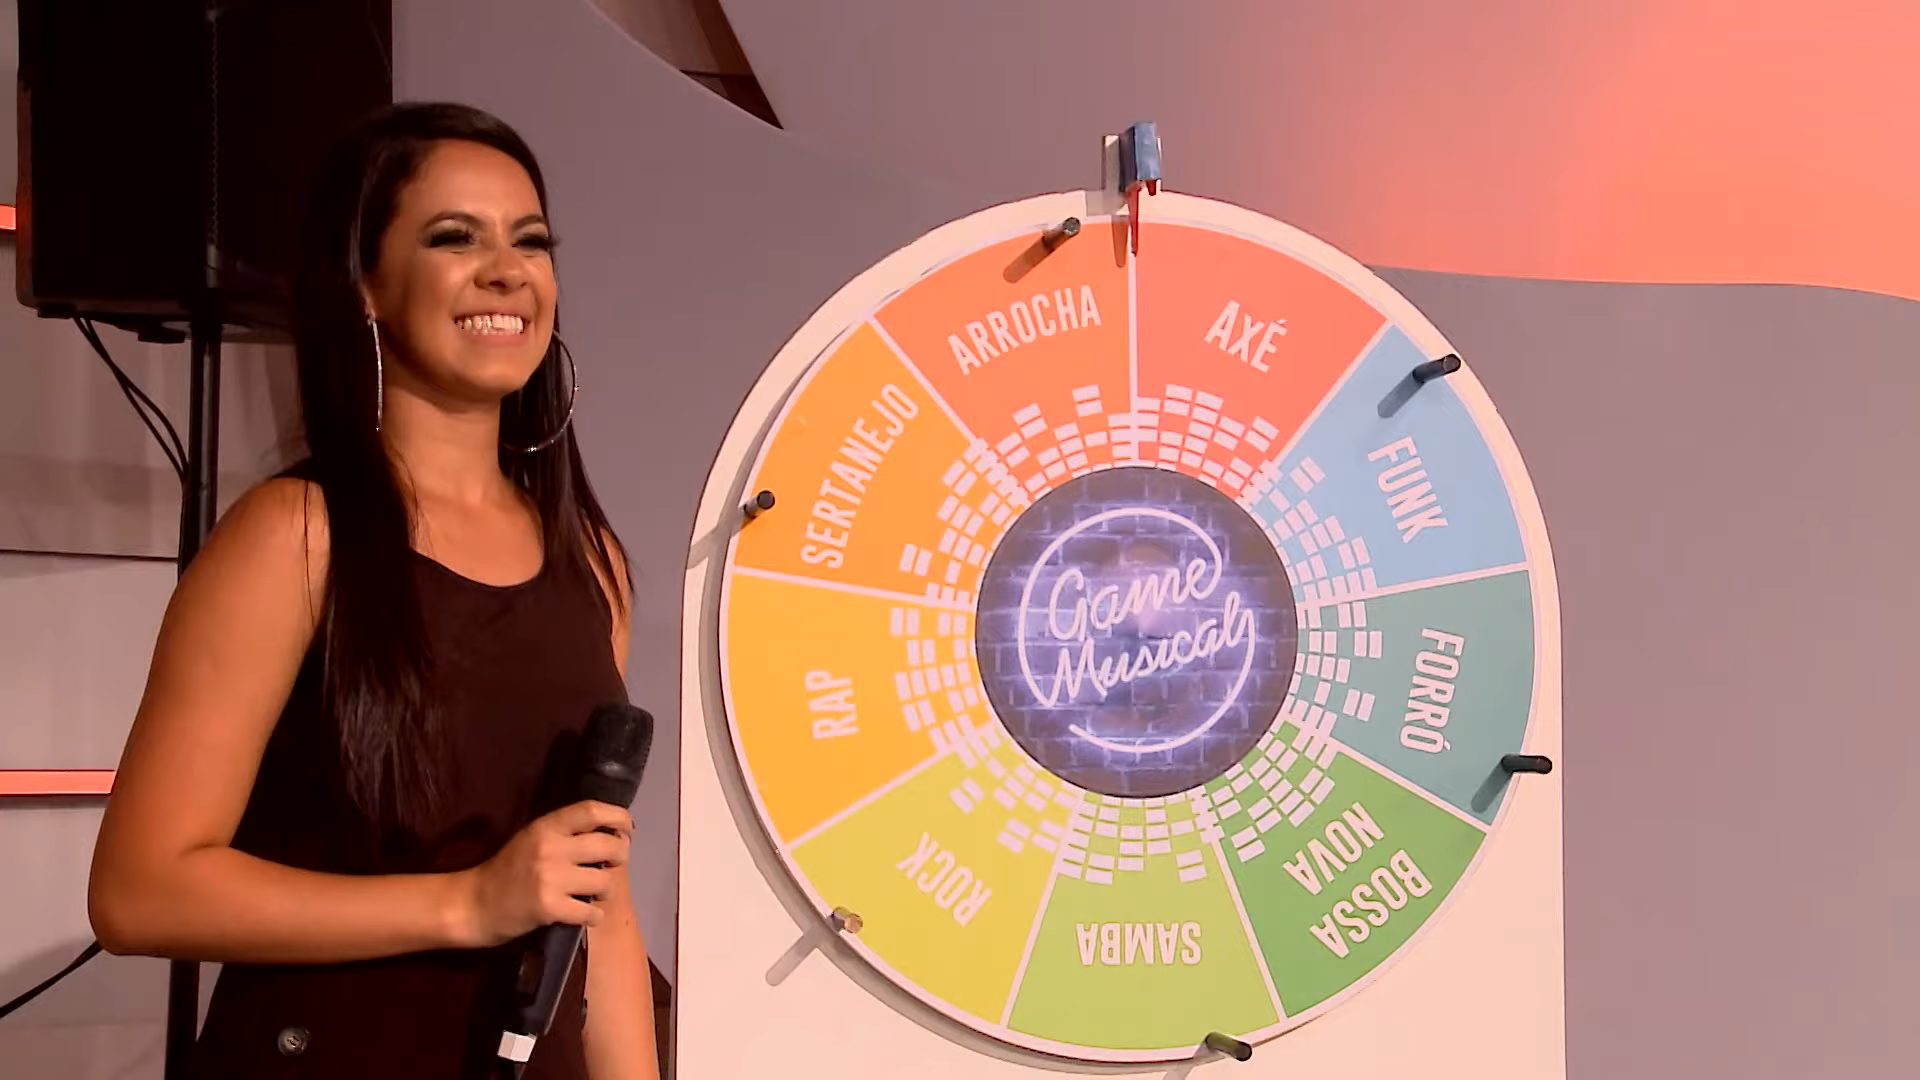 ARROCHA
AXÉ
FUNK
FORRÓ
BOSSA
NOVA
SAMBA
ROCK
RAP
SERTANEJO
Game
Musical